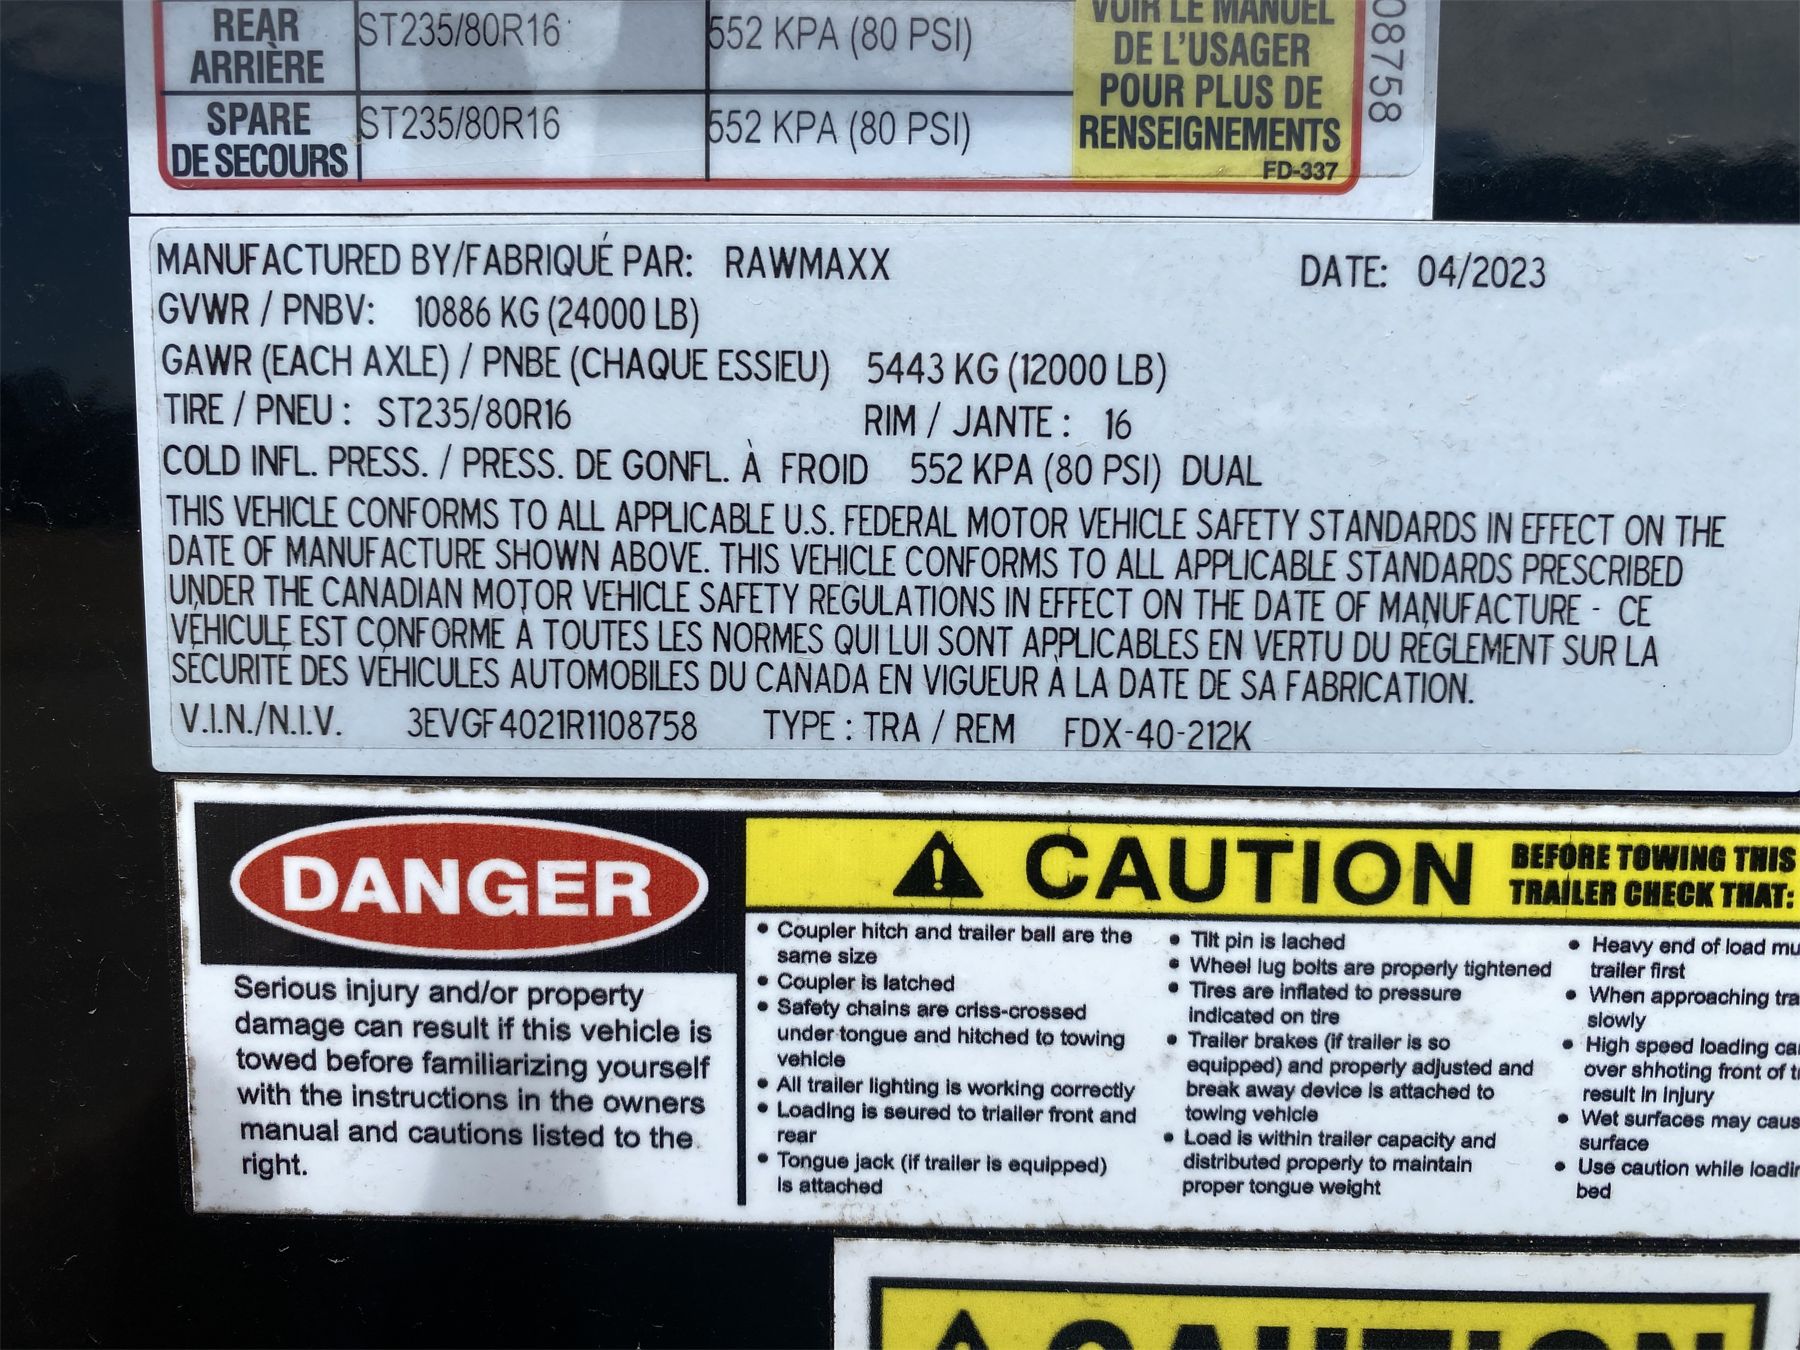 REAR
ARRIÈRE
ST235/80R16
552 KPA (80 PSI)
SPARE
DE SECOURS
ST235/80R16
552 KPA (80 PSI)
VOIR LE MANUEL
DE L'USAGER
POUR PLUS DE
RENSEIGNEMENTS
FD-337
08758
MANUFACTURED BY/FABRIQUÉ PAR: RAWMAXX DATE: 04/2023
GVWR / PNBV: 10886 KG (24000 LB)
GAWR (EACH AXLE) / PNBE (CHAQUE ESSIEU) 5443 KG (12000 LB)
TIRE / PNEU : ST235/80R16 RIM / JANTE : 16
COLD INFL. PRESS. / PRESS. DE GONFL. À FROID 552 KPA (80 PSI) DUAL
THIS VEHICLE CONFORMS TO ALL APPLICABLE U.S. FEDERAL MOTOR VEHICLE SAFETY STANDARDS IN EFFECT ON THE
DATE OF MANUFACTURE SHOWN ABOVE. THIS VEHICLE CONFORMS TO ALL APPLICABLE STANDARDS PRESCRIBED
UNDER THE CANADIAN MOTOR VEHICLE SAFETY REGULATIONS IN EFFECT ON THE DATE OF MANUFACTURE - CE
VÉHICULE EST CONFORME À TOUTES LES NORMES QUI LUI SONT APPLICABLES EN VERTU DU RÈGLEMENT SUR LA
SÉCURITÉ DES VÉHICULES AUTOMOBILES DU CANADA EN VIGUEUR À LA DATE DE SA FABRICATION.
V.I.N./N.I.V. 3EVGF4021R1108758 TYPE : TRA / REM FDX-40-212K
DANGER
Serious injury and/or property
damage can result if this vehicle is
towed before familiarizing yourself
with the instructions in the owners
manual and cautions listed to the
right.
CAUTION
BEFORE TOWING THIS
TRAILER CHECK THAT:
• Coupler hitch and trailer ball are the
same size
• Coupler is latched
• Safety chains are criss-crossed
under tongue and hitched to towing
vehicle
• All trailer lighting is working correctly
• Loading is seured to trialler front and
rear
• Tongue jack (if trailer is equipped)
is attached
• Tilt pin is lached
• Wheel lug bolts are properly tightened
• Tires are inflated to pressure
indicated on tire
• Trailer brakes (if trailer is so
equipped) and properly adjusted and
break away device is attached to
towing vehicle
• Load is within trailer capacity and
distributed properly to maintain
proper tongue weight
• Heavy end of load mu
trailer first
• When approaching tra
slowly
• High speed loading ca
over shhoting front of t
result in injury
• Wet surfaces may caus
surface
• Use caution while loadin
bed
CAUTION